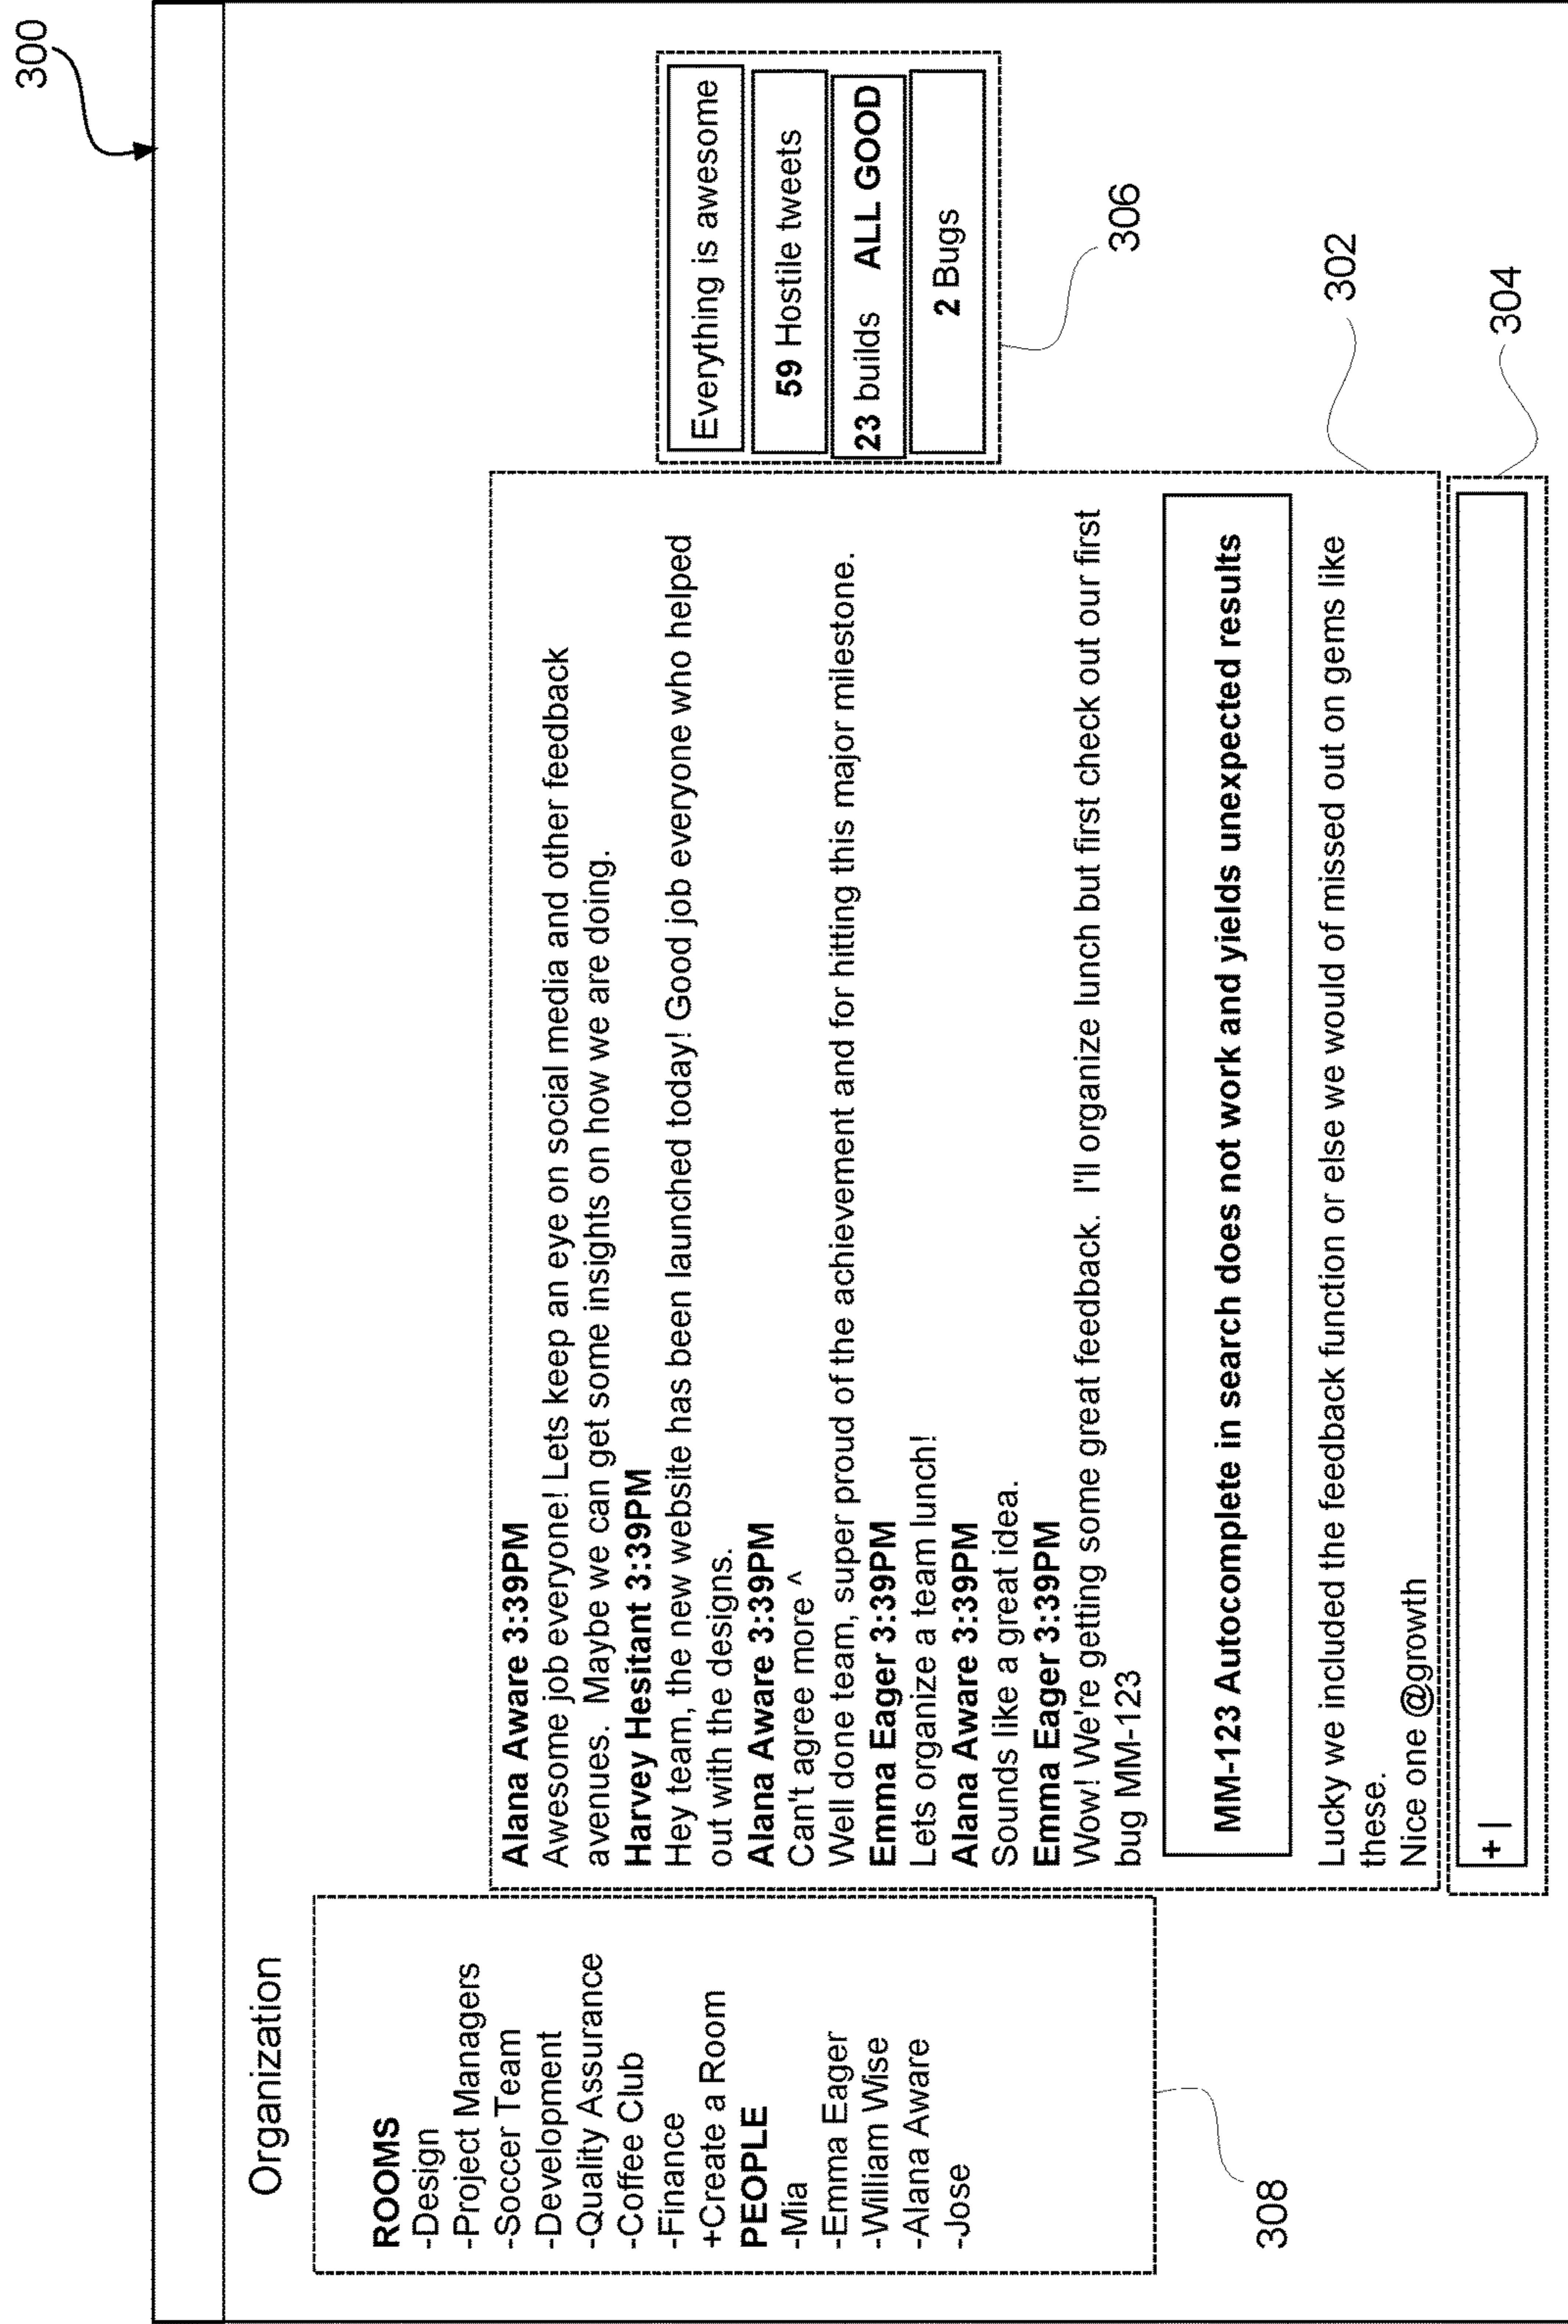 300
Organization
ROOMS
-Design
-Project Managers
-Soccer Team
-Development
-Quality Assurance
-Coffee Club
-Finance
+Create a Room
PEOPLE
-Mia
-Emma Eager
-William Wise
-Alana Aware
-Jose
308
Alana Aware 3:39PM
Awesome job everyone! Lets keep an eye on social media and other feedback
avenues.  Maybe we can get some insights on how we are doing.
Harvey Hesitant 3:39PM
Hey team, the new website has been launched today! Good job everyone who helped
out with the designs.
Alana Aware 3:39PM
Can't agree more ^
Well done team, super proud of the achievement and for hitting this major milestone.
Emma Eager 3:39PM
Lets organize a team lunch!
Alana Aware 3:39PM
Sounds like a great idea.
Emma Eager 3:39PM
Wow! We're getting some great feedback.  I'll organize lunch but first check out our first
bug MM-123
MM-123 Autocomplete in search does not work and yields unexpected results
Lucky we included the feedback function or else we would of missed out on gems like
these.
Nice one @growth
+ |
Everything is awesome
59 Hostile tweets
23 builds   ALL GOOD
2 Bugs
306
302
304